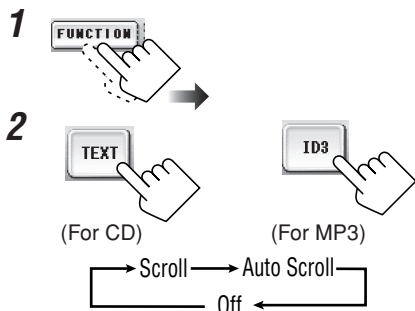 1
FUNCTION
2
TEXT
ID3
(For CD)
(For MP3)
Scroll
Auto Scroll
Off